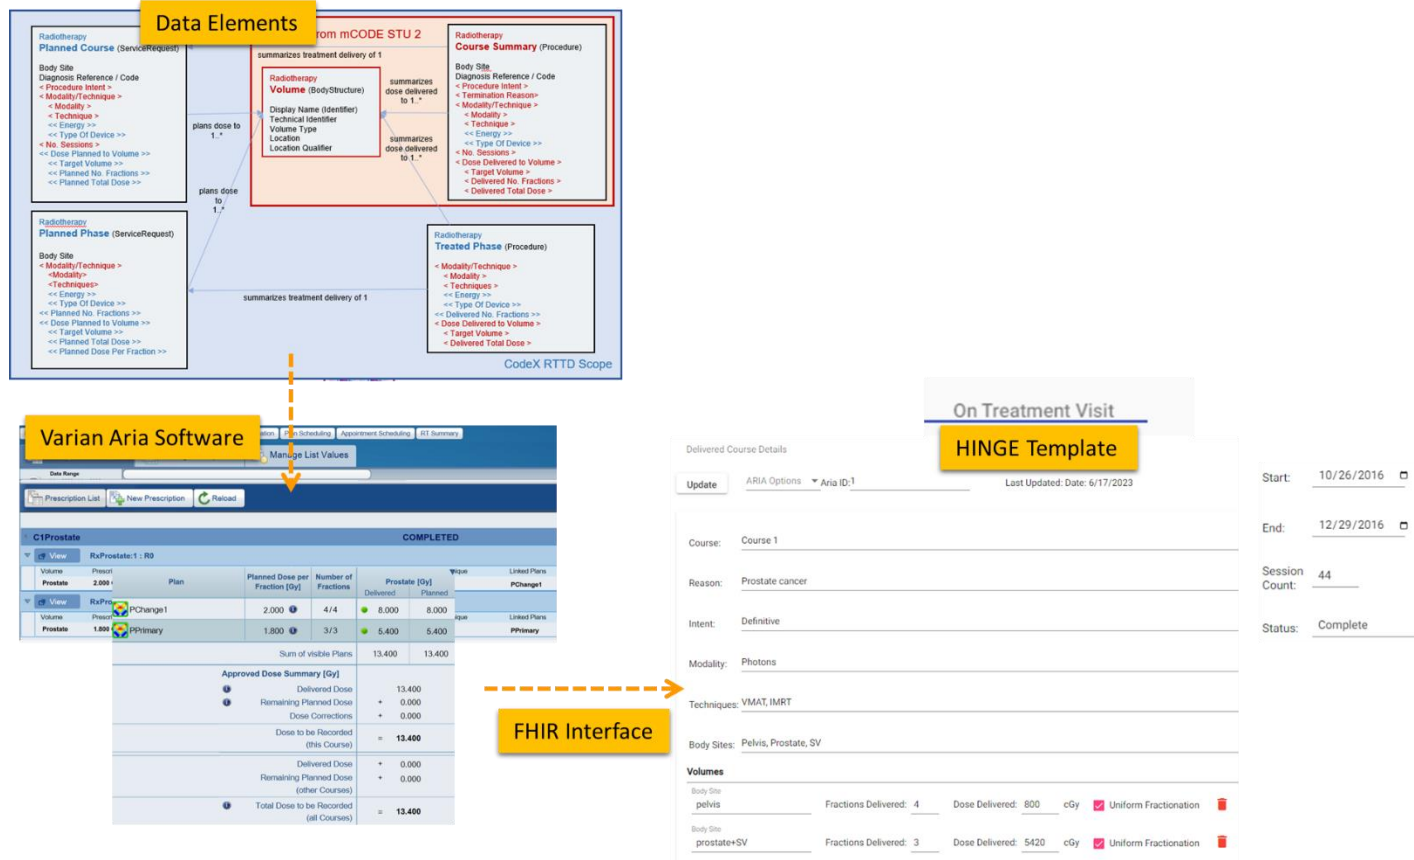 Data Elements
rom mCODE STU 2
Radiotherapy
Planned Course (ServiceRequest)
Body Site
Diagnosis Reference / Code
< Procedure Intent >
< Modality/Technique >
< Modality >
< Technique >
<< Energy >>
<< Type Of Device >>
< No. Sessions >
<< Dose Planned to Volume >>
<< Target Volume >>
<< Planned No. Fractions >>
<< Planned Total Dose >>
summarizes treatment delivery of 1
Radiotherapy
Volume (BodyStructure)
Display Name (Identifier)
Technical Identifier
Volume Type
Location
Location Qualifier
summarizes
dose delivered
to 1..*
summarizes
dose delivered
to 1..*
plans dose to
1..*
plans dose
to
1..*
Radiotherapy
Course Summary (Procedure)
Body Site
Diagnosis Reference / Code
< Procedure Intent >
< Termination Reason>
< Modality/Technique >
< Modality >
< Technique >
<< Energy >>
<< Type Of Device >>
< No. Sessions >
< Dose Delivered to Volume >
< Target Volume >
< Delivered No. Fractions >
< Delivered Total Dose >
Radiotherapy
Planned Phase (ServiceRequest)
Body Site
< Modality/Technique >
<Modality>
<Techniques>
<< Energy >>
<< Type Of Device >>
<< Planned No. Fractions >>
<< Dose Planned to Volume >>
<< Target Volume >>
<< Planned Total Dose >>
<< Planned Dose Per Fraction >>
summarizes treatment delivery of 1
Radiotherapy
Treated Phase (Procedure)
< Modality/Technique >
< Modality >
< Techniques >
<< Energy >>
<< Type Of Device >>
<< Delivered No. Fractions >>
< Dose Delivered to Volume >
< Target Volume >
< Delivered Total Dose >
CodeX RTTD Scope
Varian Aria Software
Plan Scheduling Appointment Scheduling RT Summary
Manage List Values
Date Range
Prescription List New Prescription Reload
C1Prostate COMPLETED
View RxProstate:1 : R0
Volume Prescri ique Linked Plans
Prostate 2.000 PChange1
View RxPro
Volume Prescri ique Linked Plans
Prostate 1.800 PPrimary
Plan Planned Dose per Fraction [Gy] Number of Fractions Prostate [Gy]
Delivered Planned
PChange1 2.000 4/4 8.000 8.000
PPrimary 1.800 3/3 5.400 5.400
Sum of visible Plans 13.400 13.400
Approved Dose Summary [Gy]
Delivered Dose 13.400
Remaining Planned Dose + 0.000
Dose Corrections + 0.000
Dose to be Recorded = 13.400
(this Course)
Delivered Dose + 0.000
Remaining Planned Dose + 0.000
(other Courses)
Total Dose to be Recorded = 13.400
(all Courses)
FHIR Interface
On Treatment Visit
HINGE Template
Delivered Course Details
Update ARIA Options Aria ID: 1 Last Updated: Date: 6/17/2023
Course: Course 1
Reason: Prostate cancer
Intent: Definitive
Modality: Photons
Techniques: VMAT, IMRT
Body Sites: Pelvis, Prostate, SV
Volumes
Body Site
pelvis Fractions Delivered: 4 Dose Delivered: 800 cGy Uniform Fractionation
Body Site
prostate+SV Fractions Delivered: 3 Dose Delivered: 5420 cGy Uniform Fractionation
Start: 10/26/2016
End: 12/29/2016
Session
Count: 44
Status: Complete